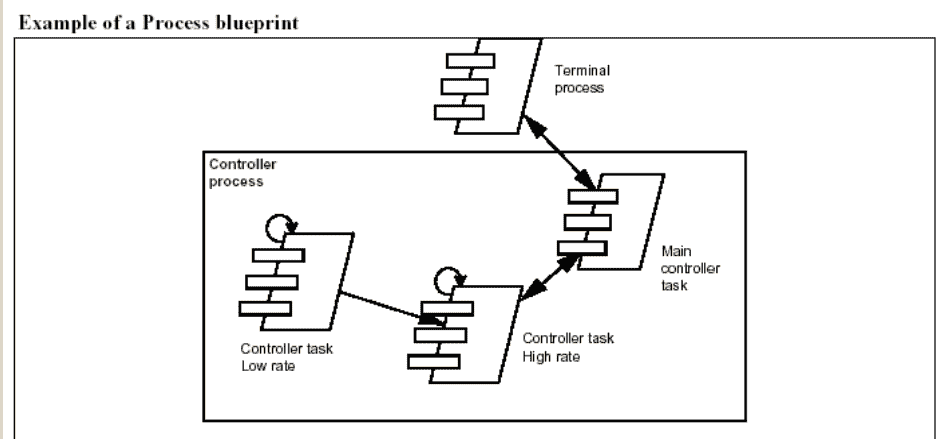 Example of a Process blueprint
Terminal
process
Controller
process
Main
controller
task
Controller task
Low rate
Controller task
High rate